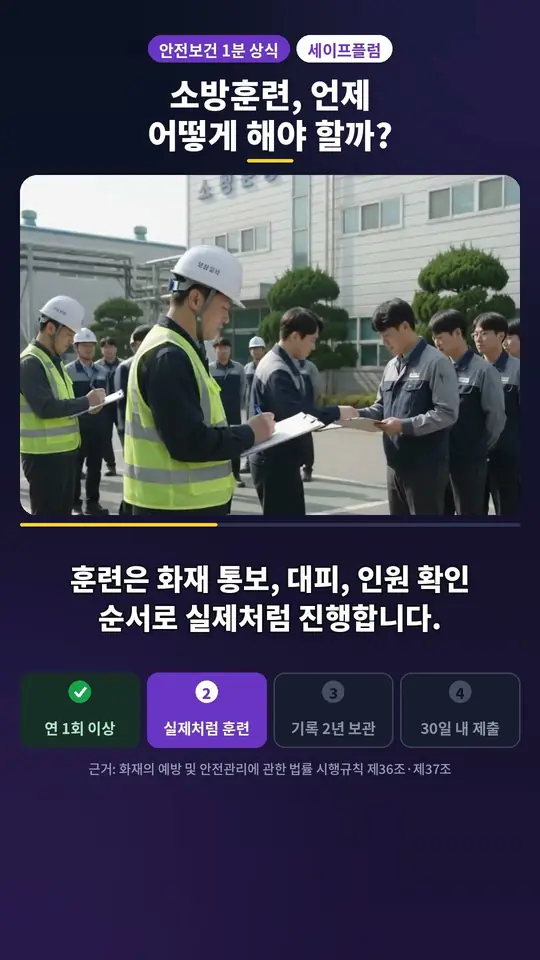 안전보건 1분 상식 세이프플럼
소방훈련, 언제
어떻게 해야 할까?
훈련은 화재 통보, 대피, 인원 확인
순서로 실제처럼 진행합니다.
연 1회 이상
2
실제처럼 훈련
3
기록 2년 보관
4
30일 내 제출
근거: 화재의 예방 및 안전관리에 관한 법률 시행규칙 제36조·제37조